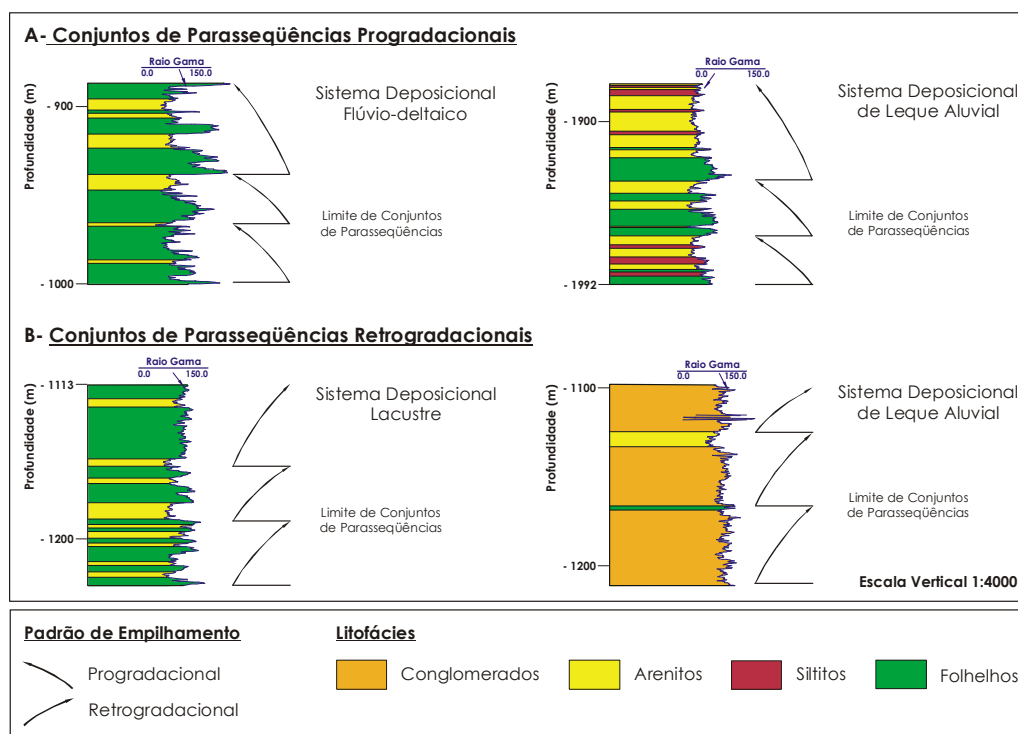 A- Conjuntos de Parasseqüências Progradacionais
Raio Gama
0.0 150.0
Profundidade (m)
- 900
- 1000
Sistema Deposicional
Flúvio-deltaico
Limite de Conjuntos
de Parasseqüências
Raio Gama
0.0 150.0
Profundidade (m)
- 1900
- 1992
Sistema Deposicional
de Leque Aluvial
Limite de Conjuntos
de Parasseqüências
B- Conjuntos de Parasseqüências Retrogradacionais
Raio Gama
0.0 150.0
Profundidade (m)
- 1113
- 1200
Sistema Deposicional
Lacustre
Limite de Conjuntos
de Parasseqüências
Raio Gama
0.0 150.0
Profundidade (m)
- 1100
- 1200
Sistema Deposicional
de Leque Aluvial
Limite de Conjuntos
de Parasseqüências
Escala Vertical 1:4000
Padrão de Empilhamento
Progradacional
Retrogradacional
Litofácies
Conglomerados
Arenitos
Siltitos
Folhelhos